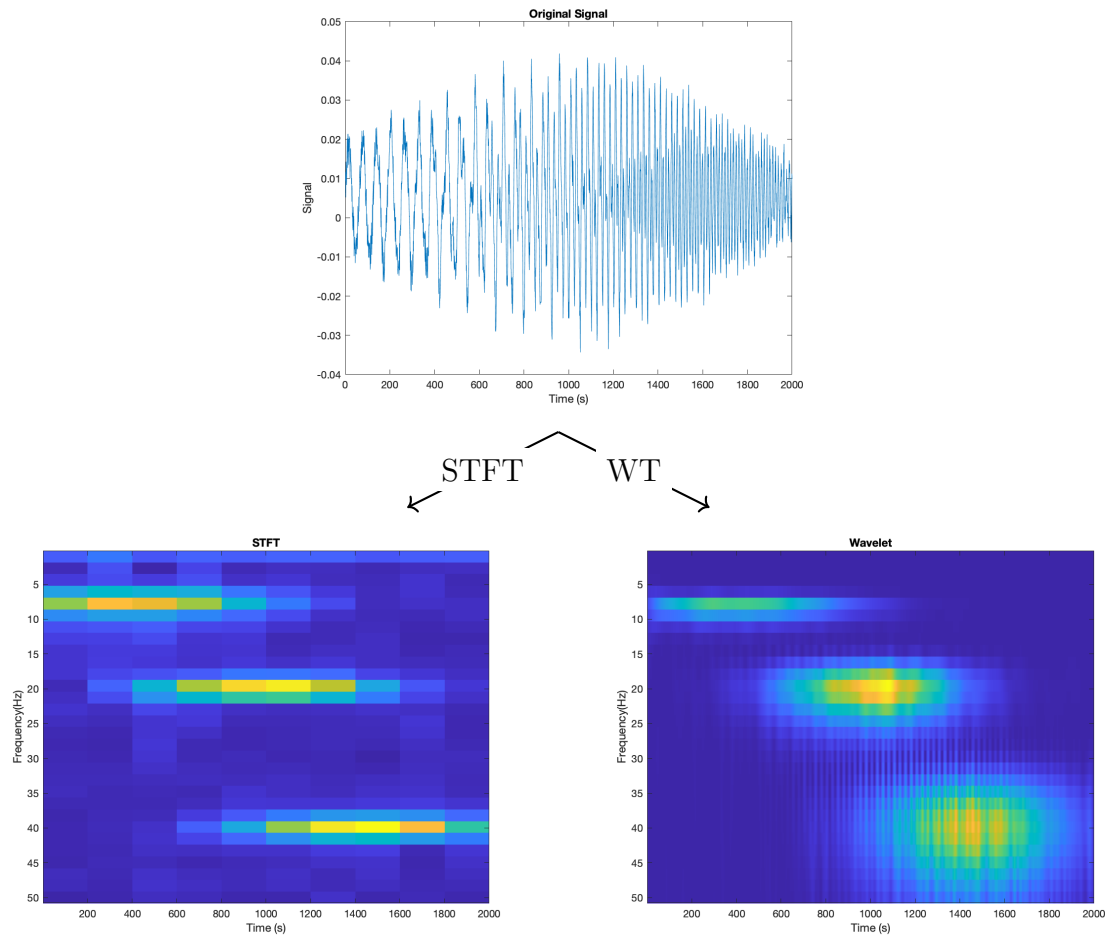 Original Signal
0.05
0.04
0.03
0.02
0.01
0
-0.01
-0.02
-0.03
-0.04
Signal
0 200 400 600 800 1000 1200 1400 1600 1800 2000
Time (s)
STFT WT
STFT
5
10
15
20
25
30
35
40
45
50
Frequency(Hz)
200 400 600 800 1000 1200 1400 1600 1800 2000
Time (s)
Wavelet
5
10
15
20
25
30
35
40
45
50
Frequency(Hz)
200 400 600 800 1000 1200 1400 1600 1800 2000
Time (s)